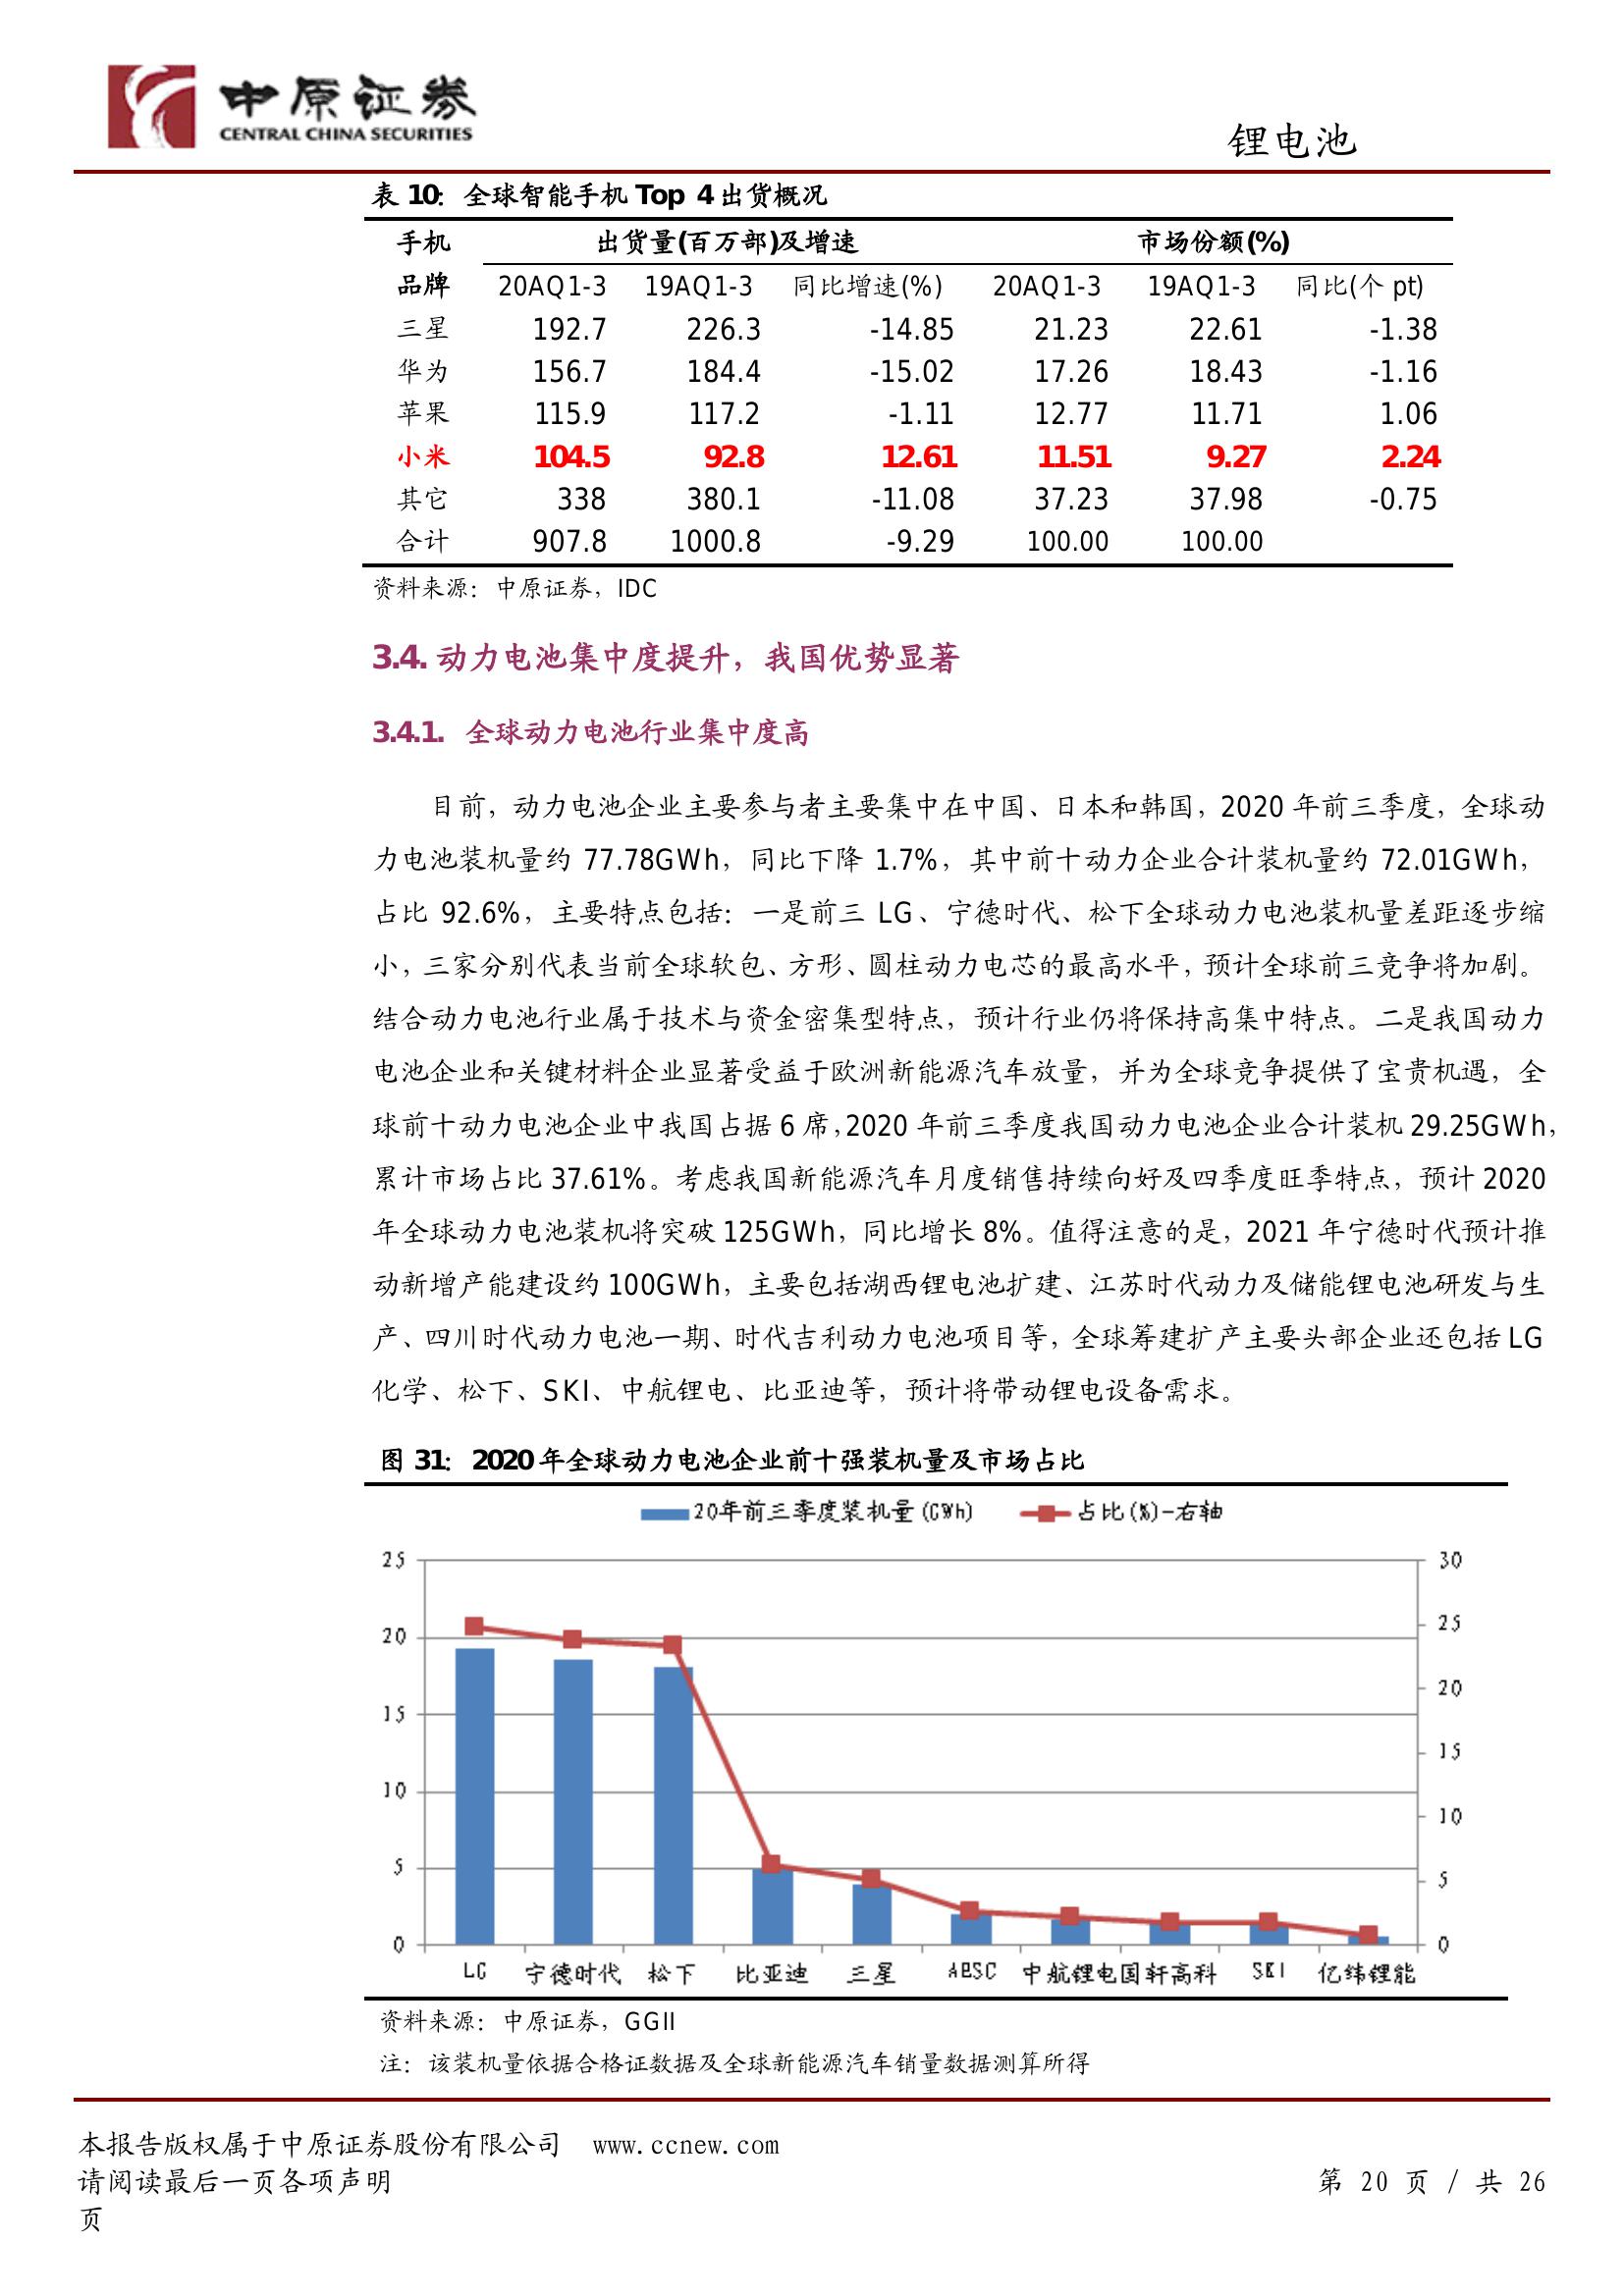 中原证券
CENTRAL CHINA SECURITIES
锂电池
表 10：全球智能手机 Top 4 出货概况
手机 出货量(百万部)及增速 市场份额(%)
品牌 20AQ1-3 19AQ1-3 同比增速(%) 20AQ1-3 19AQ1-3 同比(个 pt)
三星 192.7 226.3 -14.85 21.23 22.61 -1.38
华为 156.7 184.4 -15.02 17.26 18.43 -1.16
苹果 115.9 117.2 -1.11 12.77 11.71 1.06
小米 104.5 92.8 12.61 11.51 9.27 2.24
其它 338 380.1 -11.08 37.23 37.98 -0.75
合计 907.8 1000.8 -9.29 100.00 100.00
资料来源：中原证券，IDC
3.4. 动力电池集中度提升，我国优势显著
3.4.1. 全球动力电池行业集中度高
目前，动力电池企业主要参与者主要集中在中国、日本和韩国，2020 年前三季度，全球动
力电池装机量约 77.78GWh，同比下降 1.7%，其中前十动力企业合计装机量约 72.01GWh，
占比 92.6%，主要特点包括：一是前三 LG、宁德时代、松下全球动力电池装机量差距逐步缩
小，三家分别代表当前全球软包、方形、圆柱动力电芯的最高水平，预计全球前三竞争将加剧。
结合动力电池行业属于技术与资金密集型特点，预计行业仍将保持高集中特点。二是我国动力
电池企业和关键材料企业显著受益于欧洲新能源汽车放量，并为全球竞争提供了宝贵机遇，全
球前十动力电池企业中我国占据 6 席，2020 年前三季度我国动力电池企业合计装机 29.25GWh，
累计市场占比 37.61%。考虑我国新能源汽车月度销售持续向好及四季度旺季特点，预计 2020
年全球动力电池装机将突破 125GWh，同比增长 8%。值得注意的是，2021 年宁德时代预计推
动新增产能建设约 100GWh，主要包括湖西锂电池扩建、江苏时代动力及储能锂电池研发与生
产、四川时代动力电池一期、时代吉利动力电池项目等，全球筹建扩产主要头部企业还包括 LG
化学、松下、SKI、中航锂电、比亚迪等，预计将带动锂电设备需求。
图 31：2020 年全球动力电池企业前十强装机量及市场占比
20年前三季度装机量(GWh) 占比(%)-右轴
25 30
25
20
20
15
15
10
10
5
5
0 0
LG 宁德时代 松下 比亚迪 三星 AESC 中航锂电 国轩高科 SKI 亿纬锂能
资料来源：中原证券，GGII
注：该装机量依据合格证数据及全球新能源汽车销量数据测算所得
本报告版权属于中原证券股份有限公司 www.ccnew.com
请阅读最后一页各项声明 第 20 页 / 共 26
页